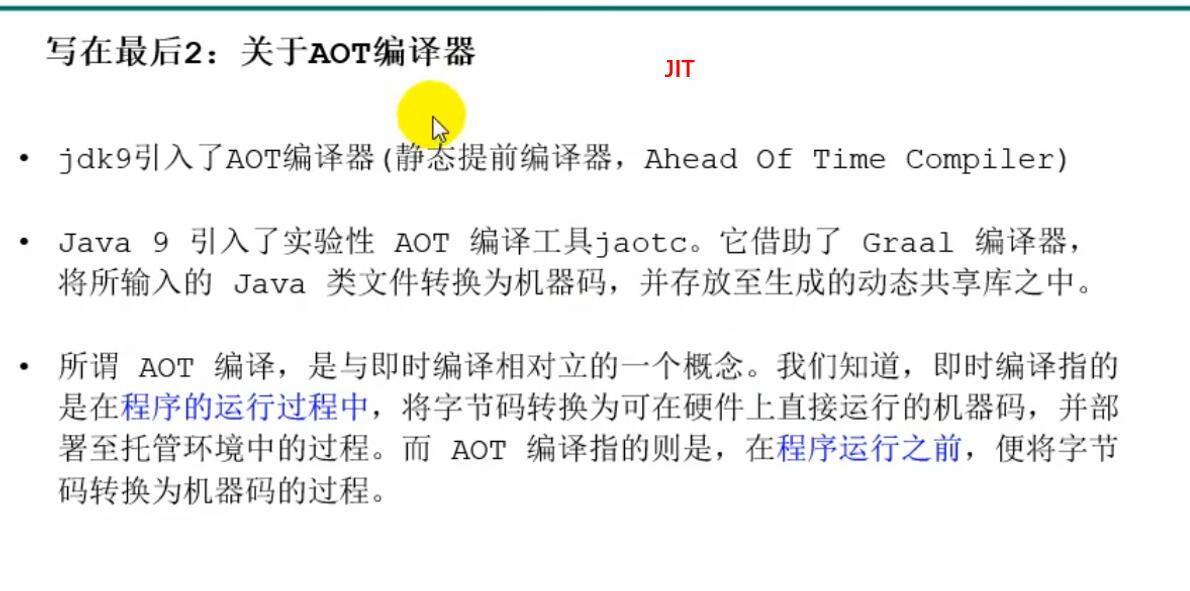 写在最后2：关于AOT编译器
JIT
• jdk9引入了AOT编译器(静态提前编译器，Ahead Of Time Compiler)
• Java 9 引入了实验性 AOT 编译工具jaotc。它借助了 Graal 编译器，
将所输入的 Java 类文件转换为机器码，并存放至生成的动态共享库之中。
• 所谓 AOT 编译，是与即时编译相对立的一个概念。我们知道，即时编译指的
是在程序的运行过程中，将字节码转换为可在硬件上直接运行的机器码，并部
署至托管环境中的过程。而 AOT 编译指的则是，在程序运行之前，便将字节
码转换为机器码的过程。